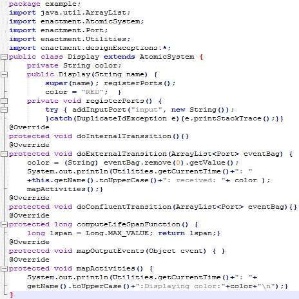 package example;
import java.util.ArrayList;
import enactment.AtomicSystem;
import enactment.Port;
import enactment.Utilities;
import enactment.designExceptions.*;
public class Display extends AtomicSystem {
private String color;
public Display(String name) {
super(name); registerPorts();
color = "RED"; }
private void registerPorts() {
try { addInputPort("input", new String());
}catch(DuplicateIdException e){e.printStackTrace();}}
@Override
protected void doInternalTransition(){}
@Override
protected void doExternalTransition(ArrayList<Port> eventBag) {
color = (String) eventBag.remove(0).getValue();
System.out.println(Utilities.getCurrentTime()+": "
+this.getName().toUpperCase()+": received: "+ color );
mapActivities();}
@Override
protected void doConfluentTransition(ArrayList<Port> eventBag){}
@Override
protected long computeLifeSpanFunction() {
long lspan = Long.MAX_VALUE; return lspan;}
@Override
protected void mapOutputEvents(Object event) { }
@Override
protected void mapActivities() {
System.out.println(Utilities.getCurrentTime()+": "+
getName().toUpperCase()+":Displaying color:"+color+"\n");}
}